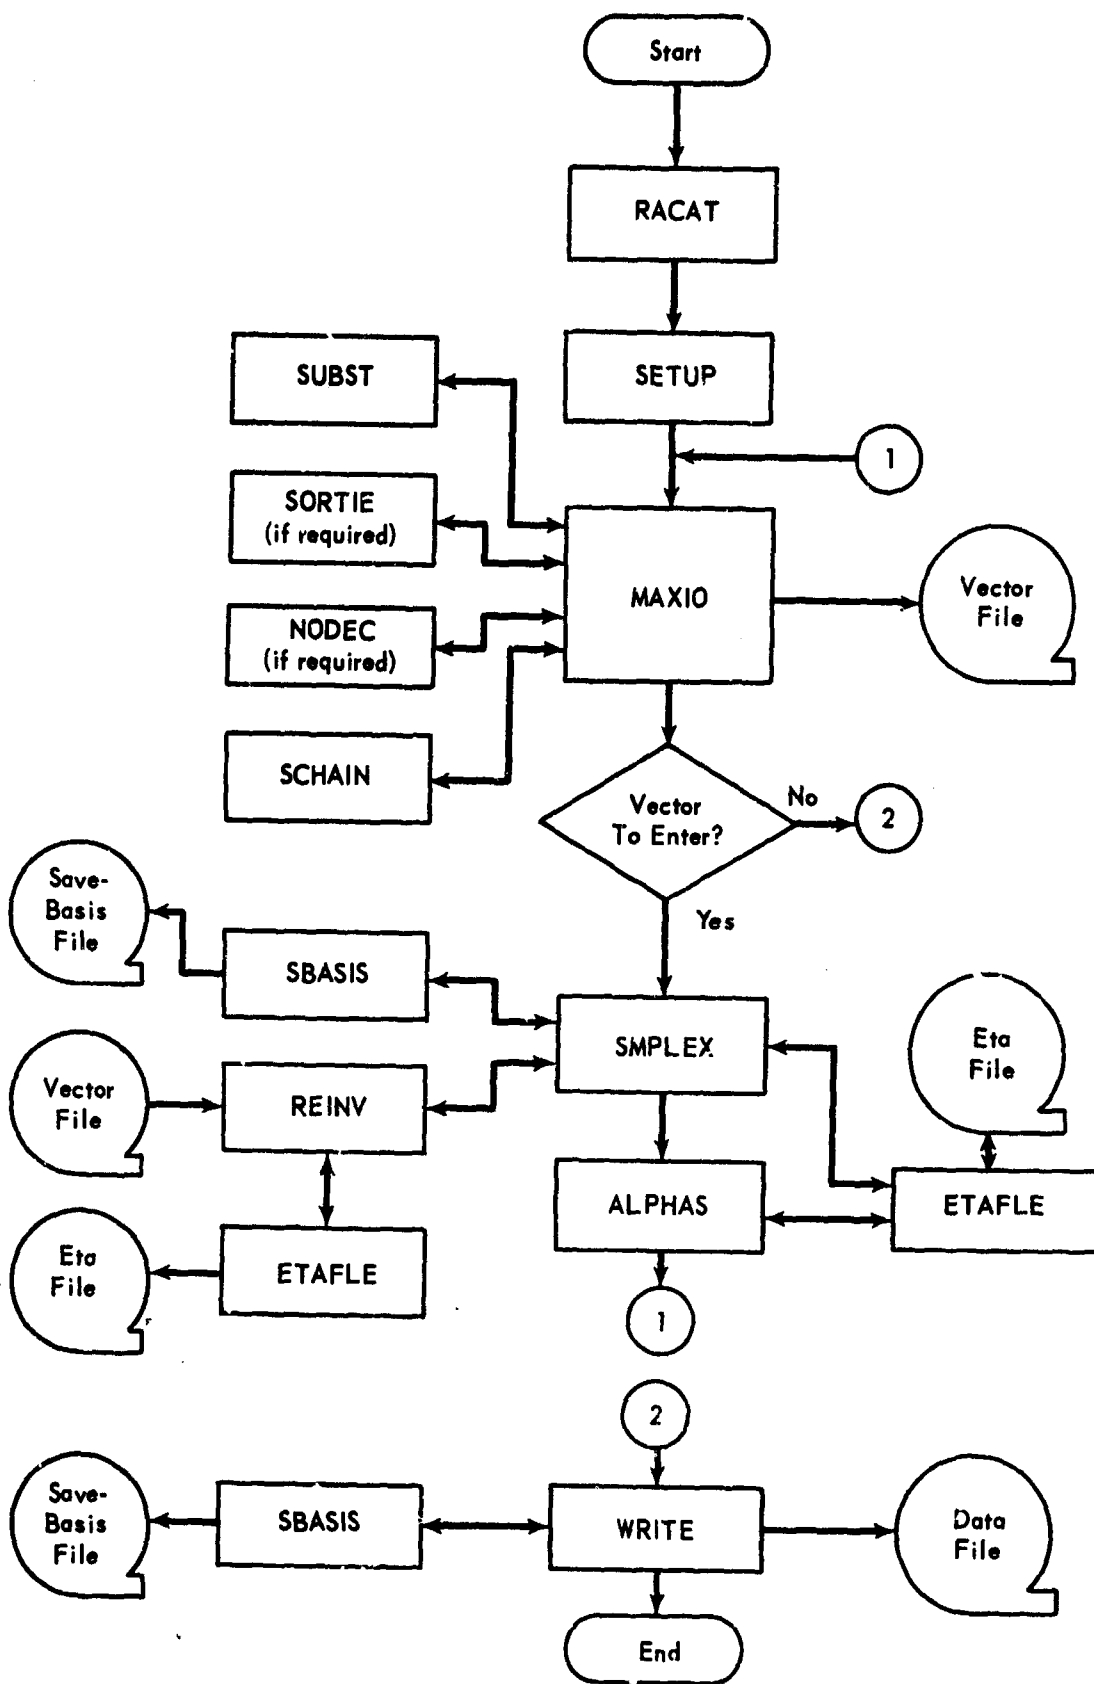 Start
RACAT
SETUP
SUBST
1
SORTIE
(if required)
MAXIO
Vector
File
NODEC
(if required)
SCHAIN
Vector
To Enter?
No
2
Yes
Save-
Basis
File
SBASIS
SMPLEX
Eta
File
Vector
File
REINV
ALPHAS
ETAFLE
Eta
File
ETAFLE
1
2
Save-
Basis
File
SBASIS
WRITE
Data
File
End